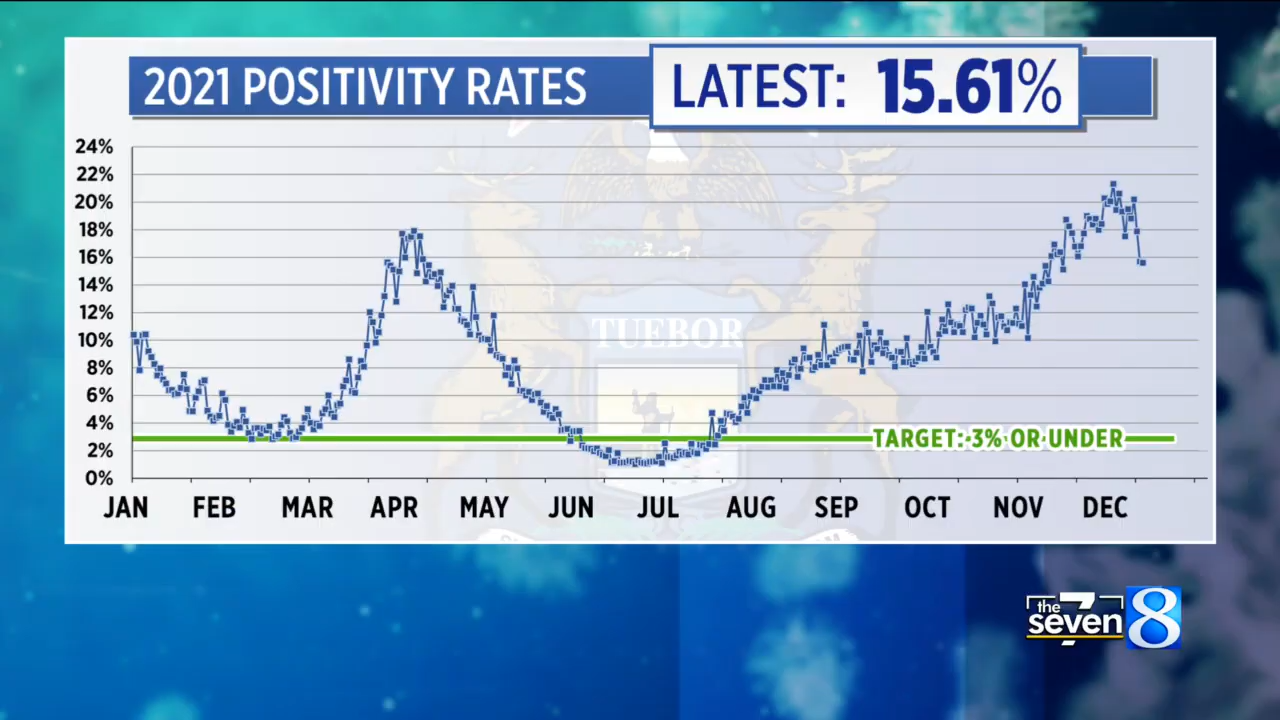 2021 POSITIVITY RATES
LATEST: 15.61%
24%
22%
20%
18%
16%
14%
12%
10%
8%
6%
4%
2%
0%
TUEBOR
TARGET: 3% OR UNDER
JAN FEB MAR APR MAY JUN JUL AUG SEP OCT NOV DEC
the
seven
7
8